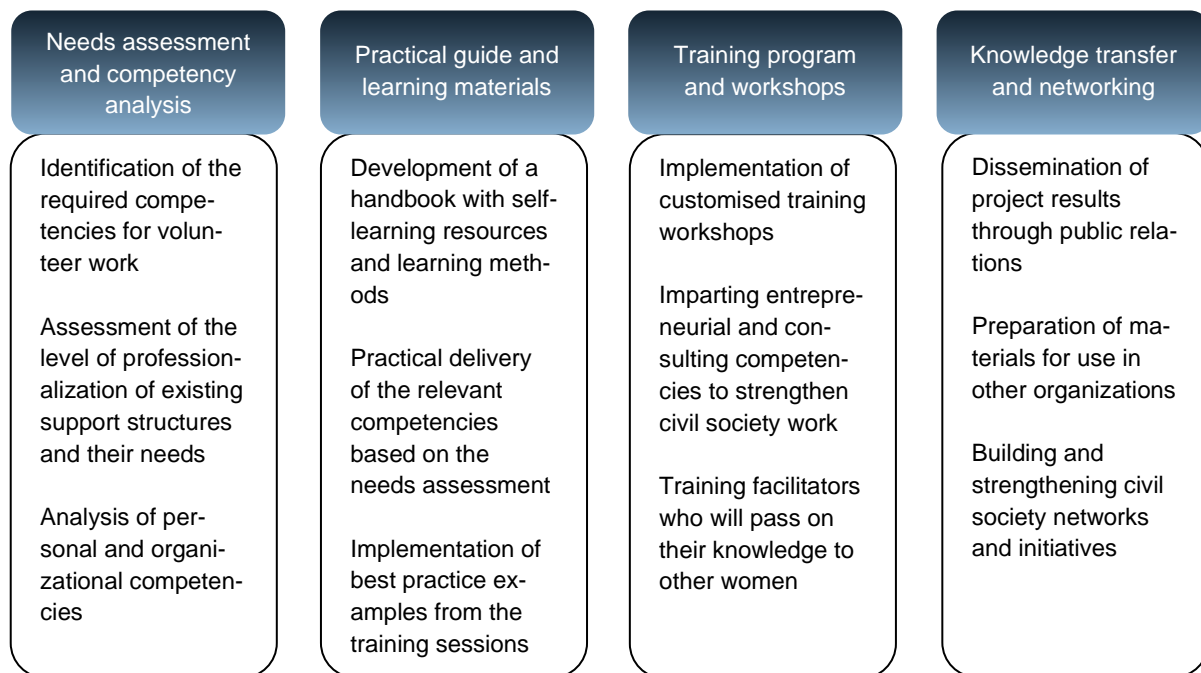 Needs assessment
and competency
analysis
Identification of the
required compe-
tencies for volun-
teer work
Assessment of the
level of profession-
alization of existing
support structures
and their needs
Analysis of per-
sonal and organi-
zational competen-
cies
Practical guide and
learning materials
Development of a
handbook with self-
learning resources
and learning meth-
ods
Practical delivery
of the relevant
competencies
based on the
needs assessment
Implementation of
best practice ex-
amples from the
training sessions
Training program
and workshops
Implementation of
customised training
workshops
Imparting entrepre-
neurial and con-
sulting competen-
cies to strengthen
civil society work
Training facilitators
who will pass on
their knowledge to
other women
Knowledge transfer
and networking
Dissemination of
project results
through public rela-
tions
Preparation of ma-
terials for use in
other organizations
Building and
strengthening civil
society networks
and initiatives